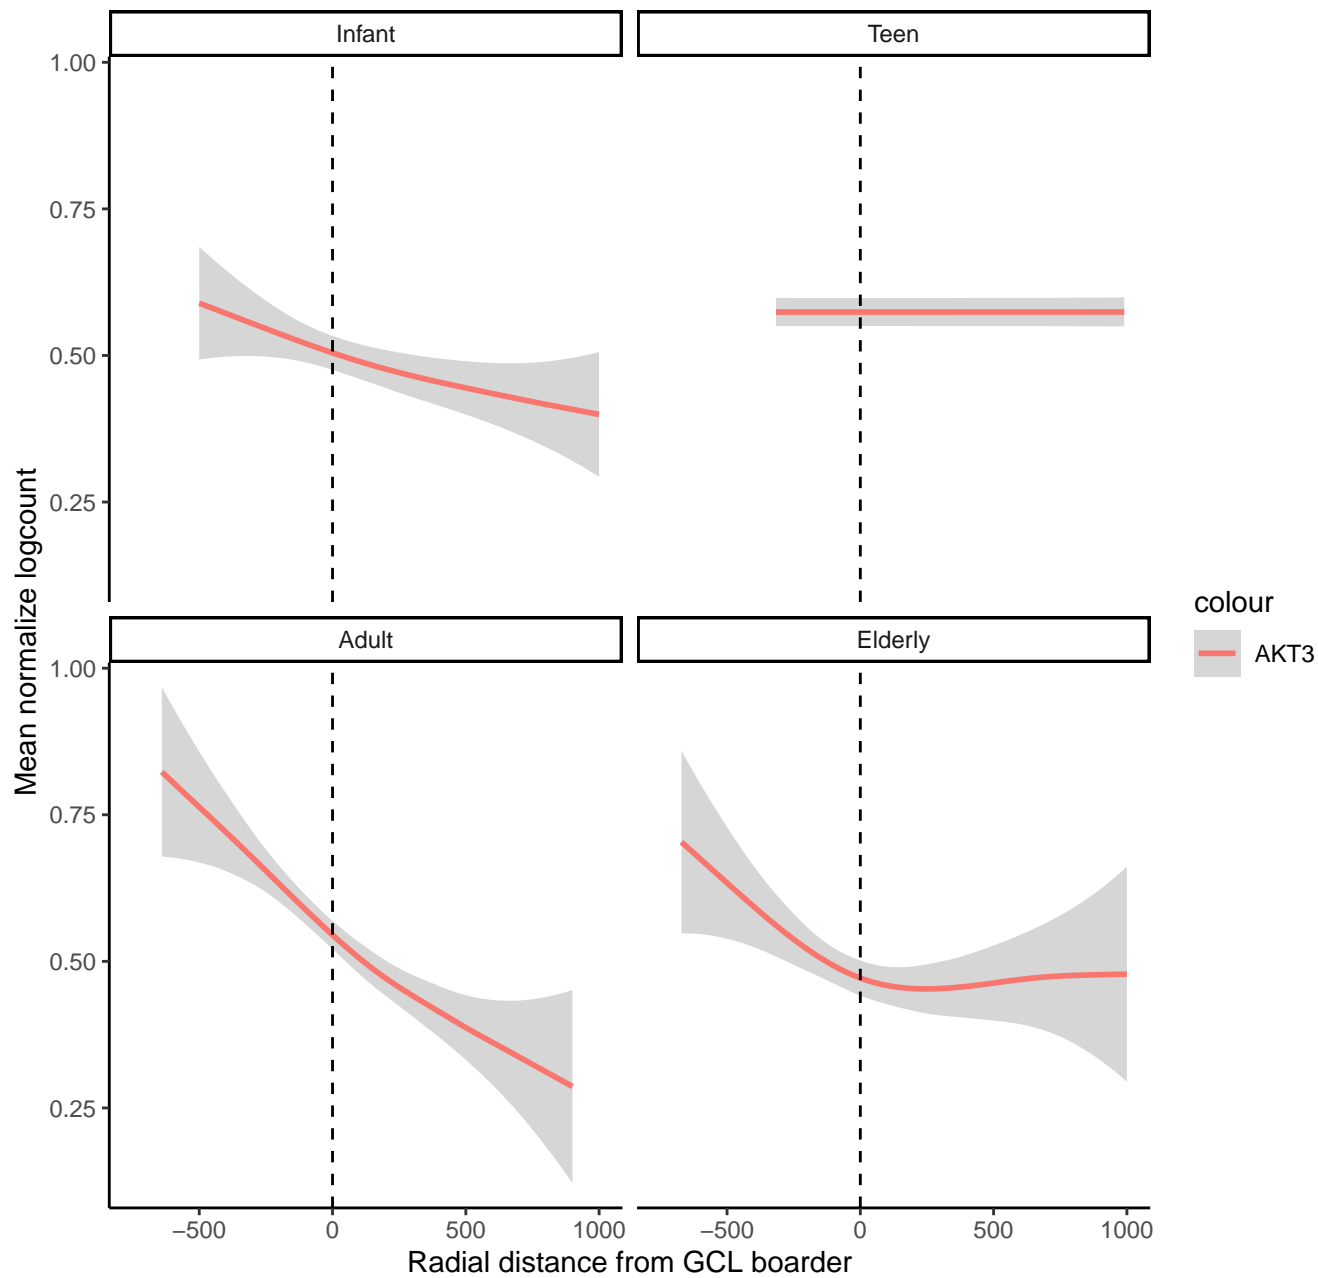 Infant
Teen
1.00
0.75
0.50
0.25
Adult
Elderly
1.00
0.75
0.50
0.25
−500
0
500
1000
−500
0
500
1000
Radial distance from GCL boarder
Mean normalize logcount
colour
AKT3